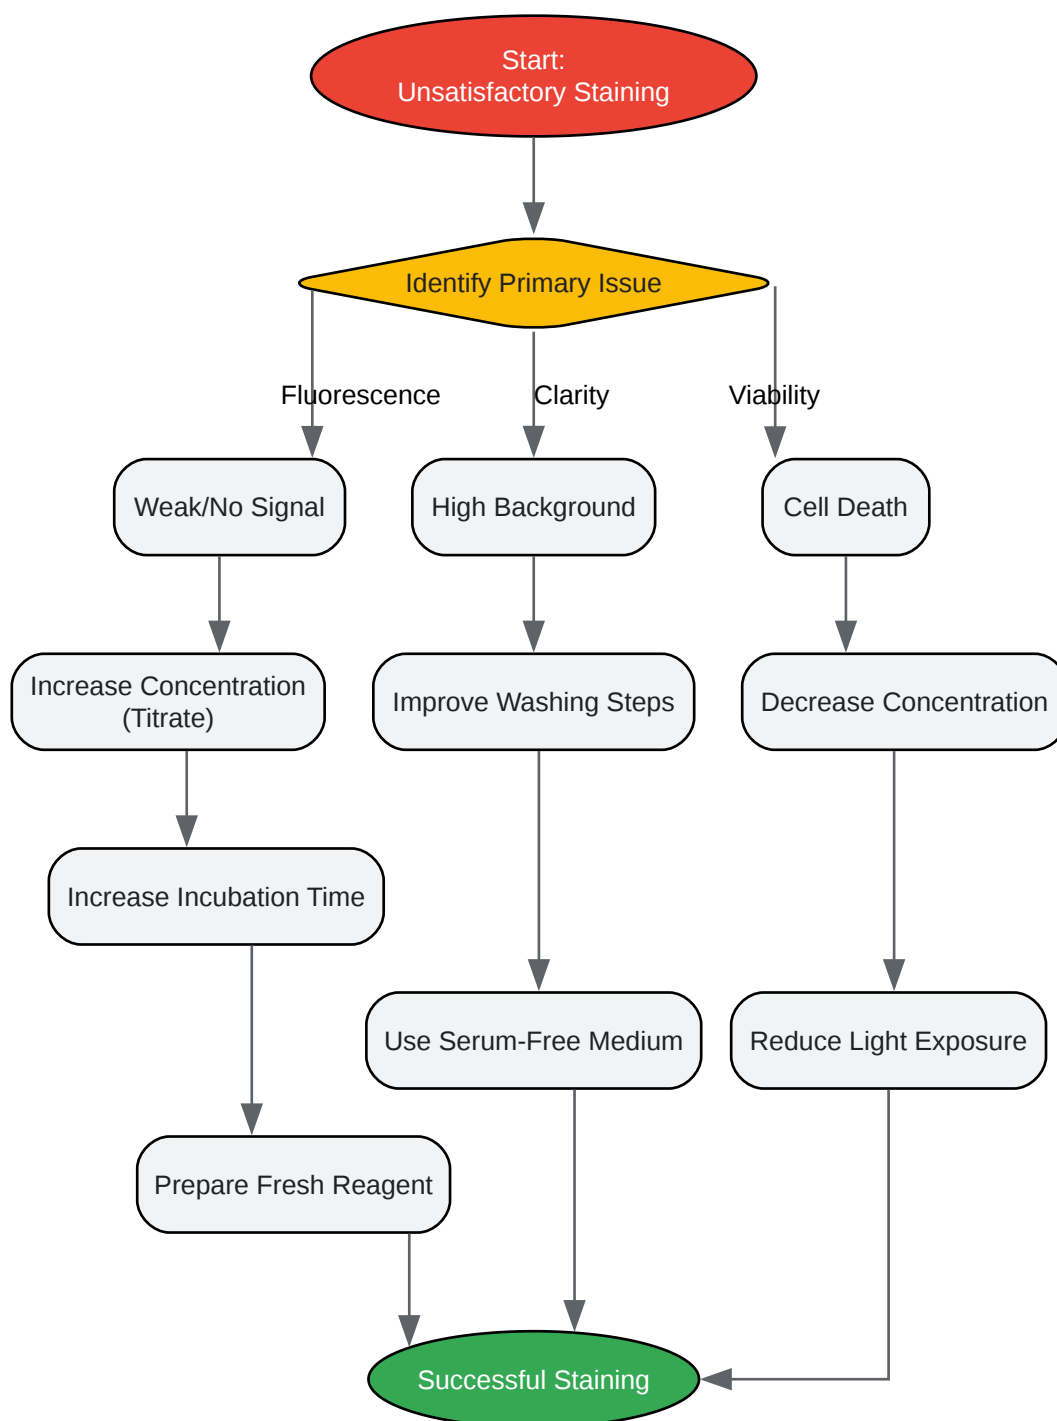 Start:
Unsatisfactory Staining
Identify Primary Issue
Fluorescence
Clarity
Viability
Weak/No Signal
High Background
Cell Death
Increase Concentration
(Titrate)
Improve Washing Steps
Decrease Concentration
Increase Incubation Time
Use Serum-Free Medium
Reduce Light Exposure
Prepare Fresh Reagent
Successful Staining